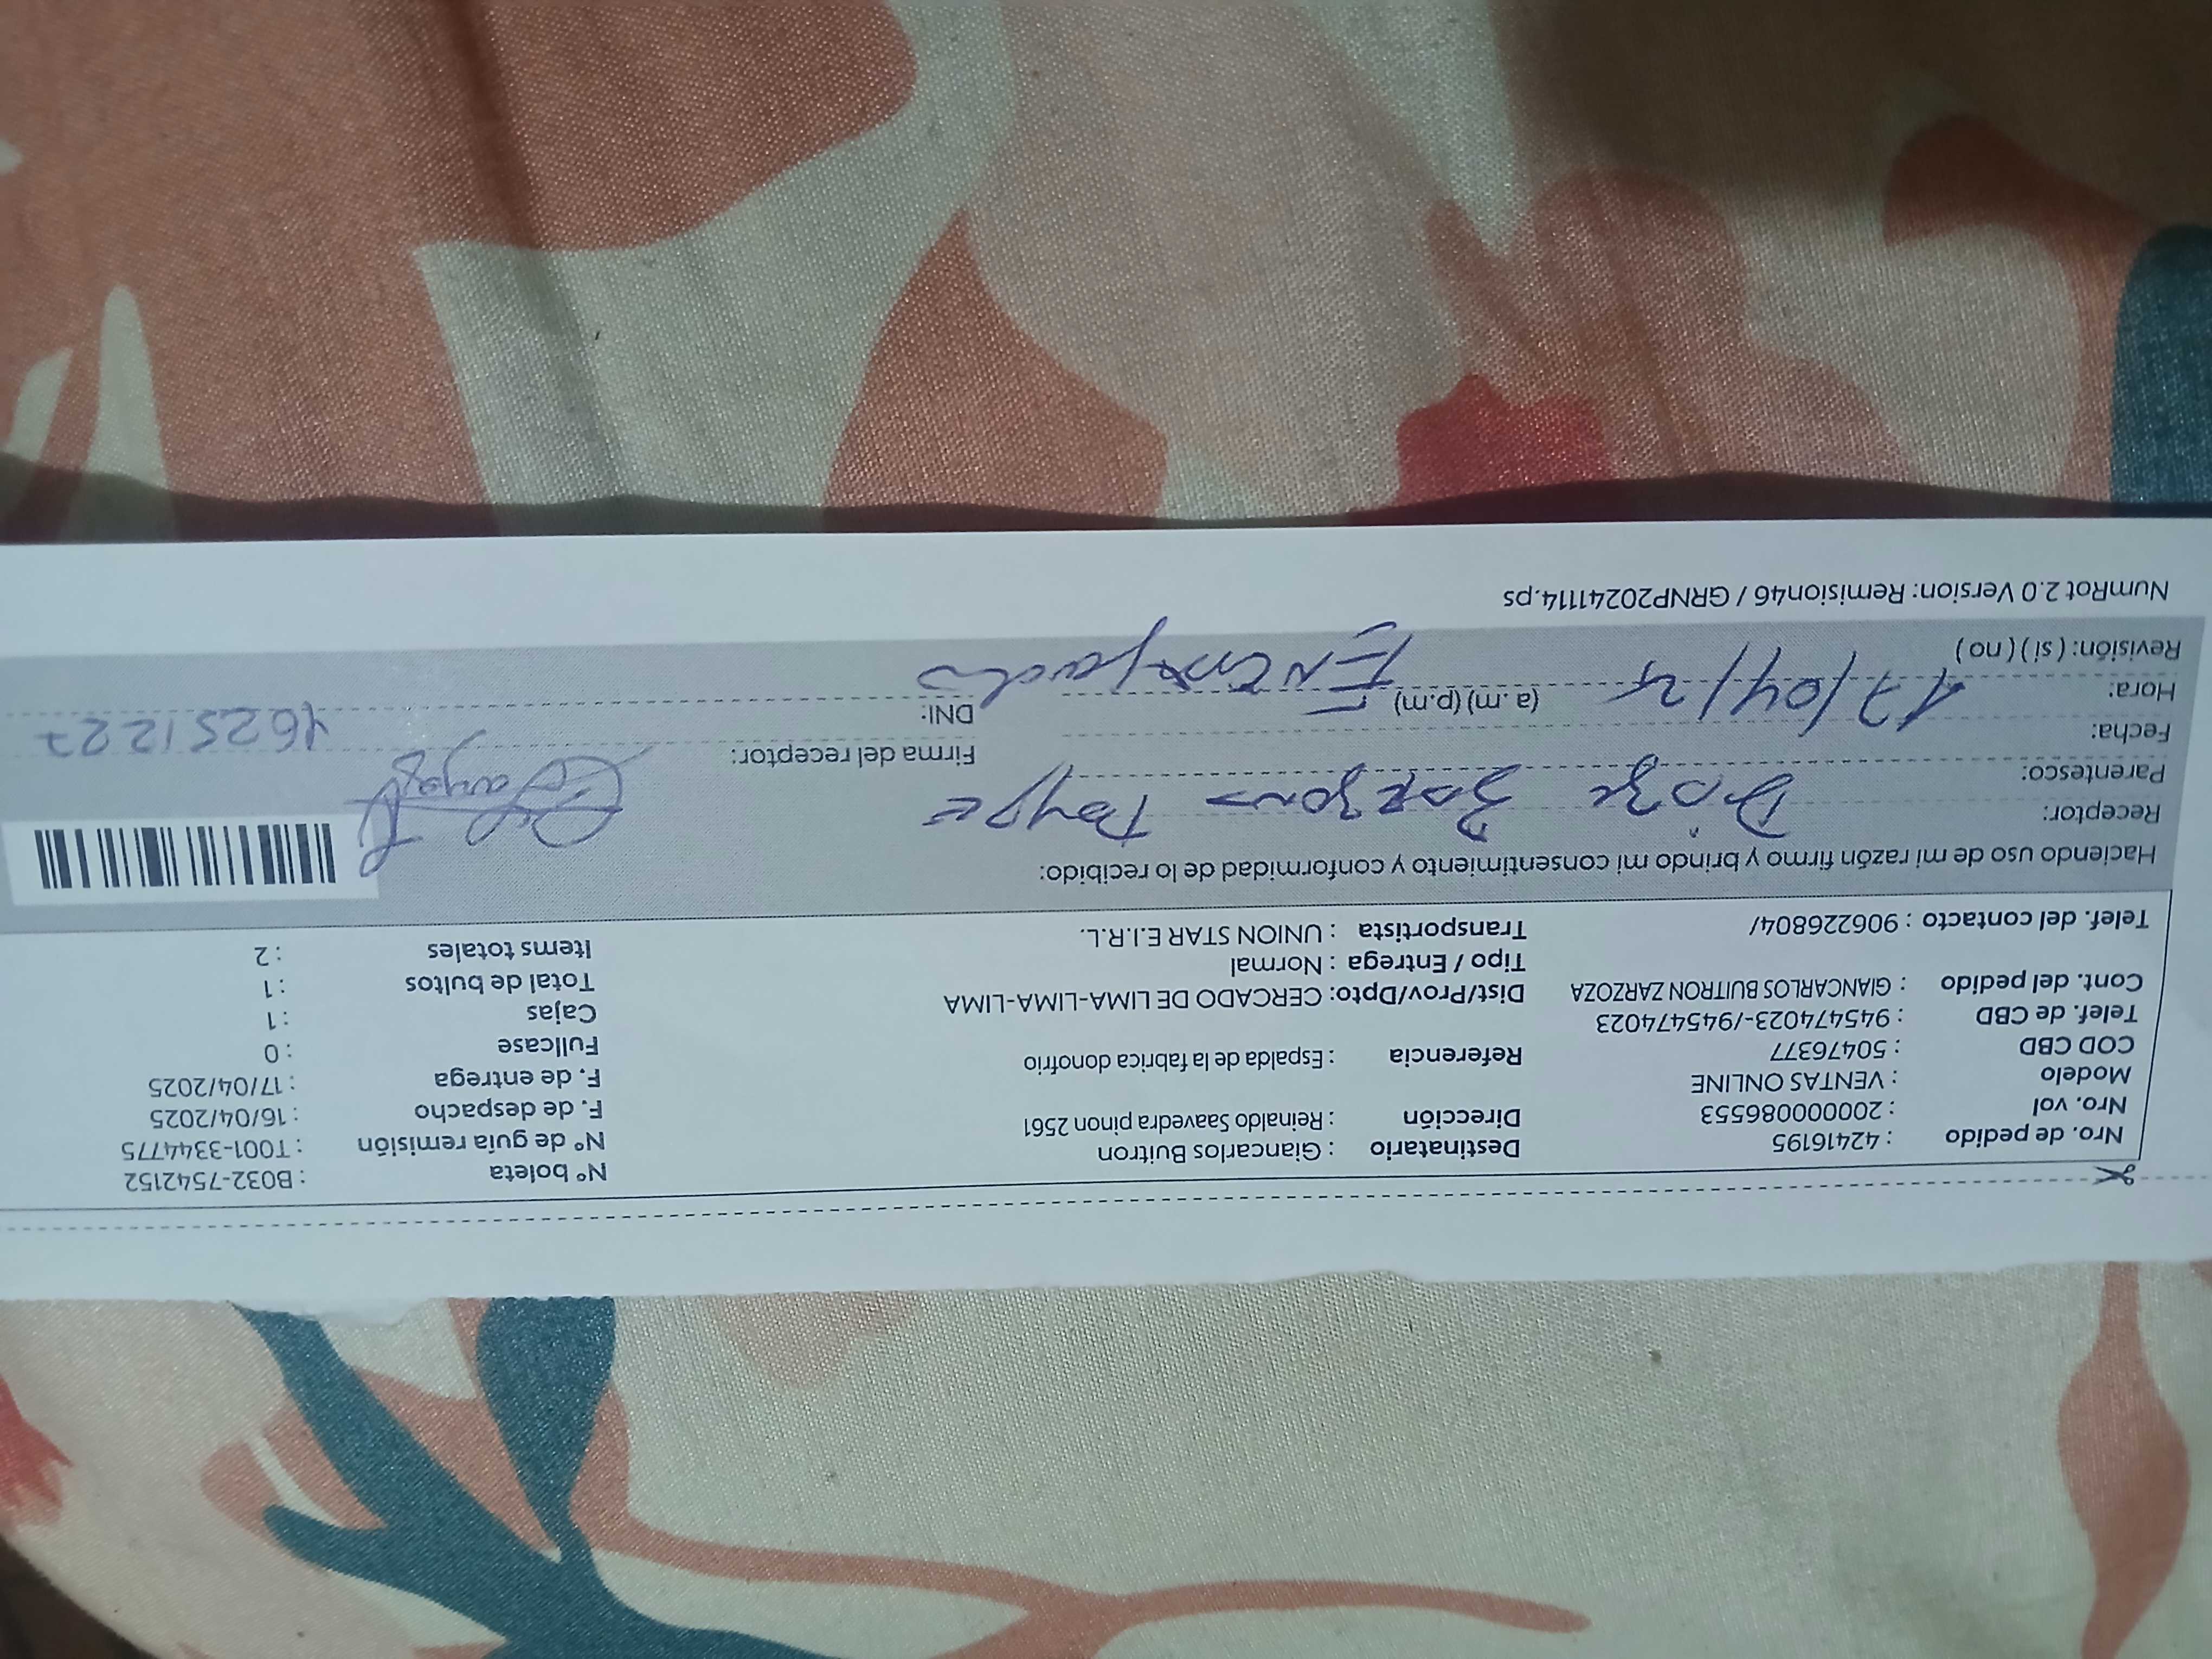 Nro. de pedido : 42416195 Destinatario : Giancarlos Buitron N° boleta : B032-7542152
Nro. vol : 2000000086553 Dirección : Reinaldo Saavedra pinon 2561 N° de guía remisión : T001-3344775
Modelo : VENTAS ONLINE F. de despacho : 16/04/2025
COD CBD : 50476377 Referencia : Espalda de la fabrica donofrio F. de entrega : 17/04/2025
Telef. de CBD : 945474023-/945474023 Fullcase : 0
Cont. del pedido : GIANCARLOS BUITRON ZARZOZA Dist/Prov/Dpto: CERCADO DE LIMA-LIMA-LIMA Cajas : 1
Tipo / Entrega : Normal Total de bultos : 1
Telef. del contacto : 906226804/ Transportista : UNION STAR E.I.R.L. Items totales : 2
Haciendo uso de mi razón firmo y brindo mi consentimiento y conformidad de lo recibido:
Receptor:
Parentesco: Firma del receptor:
Fecha: 17/04/
Hora: (a.m) (p.m) DNI: 46251227
Revisión: ( si ) ( no )
NumRot 2.0 Version: Remision46 / GRNP20241114.ps